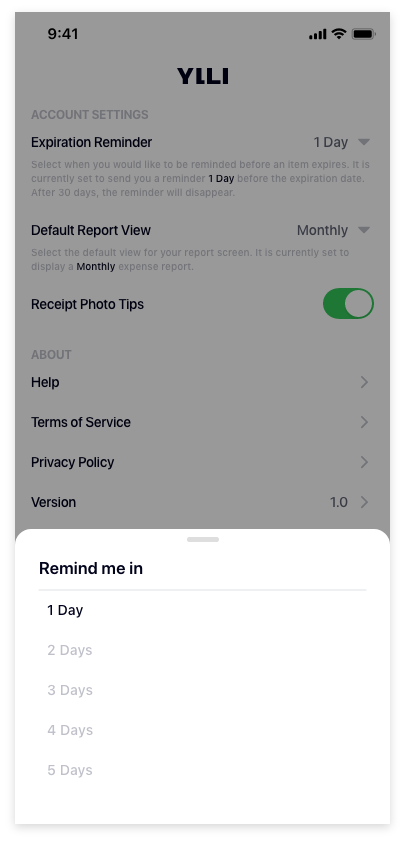 9:41
YILI
ACCOUNT SETTINGS
Expiration Reminder 1 Day
Select when you would like to be reminded before an item expires. It is
currently set to send you a reminder 1 Day before the expiration date.
After 30 days, the reminder will disappear.
Default Report View Monthly
Select the default view for your report screen. It is currently set to
display a Monthly expense report.
Receipt Photo Tips
ABOUT
Help
Terms of Service
Privacy Policy
Version 1.0
Remind me in
1 Day
2 Days
3 Days
4 Days
5 Days